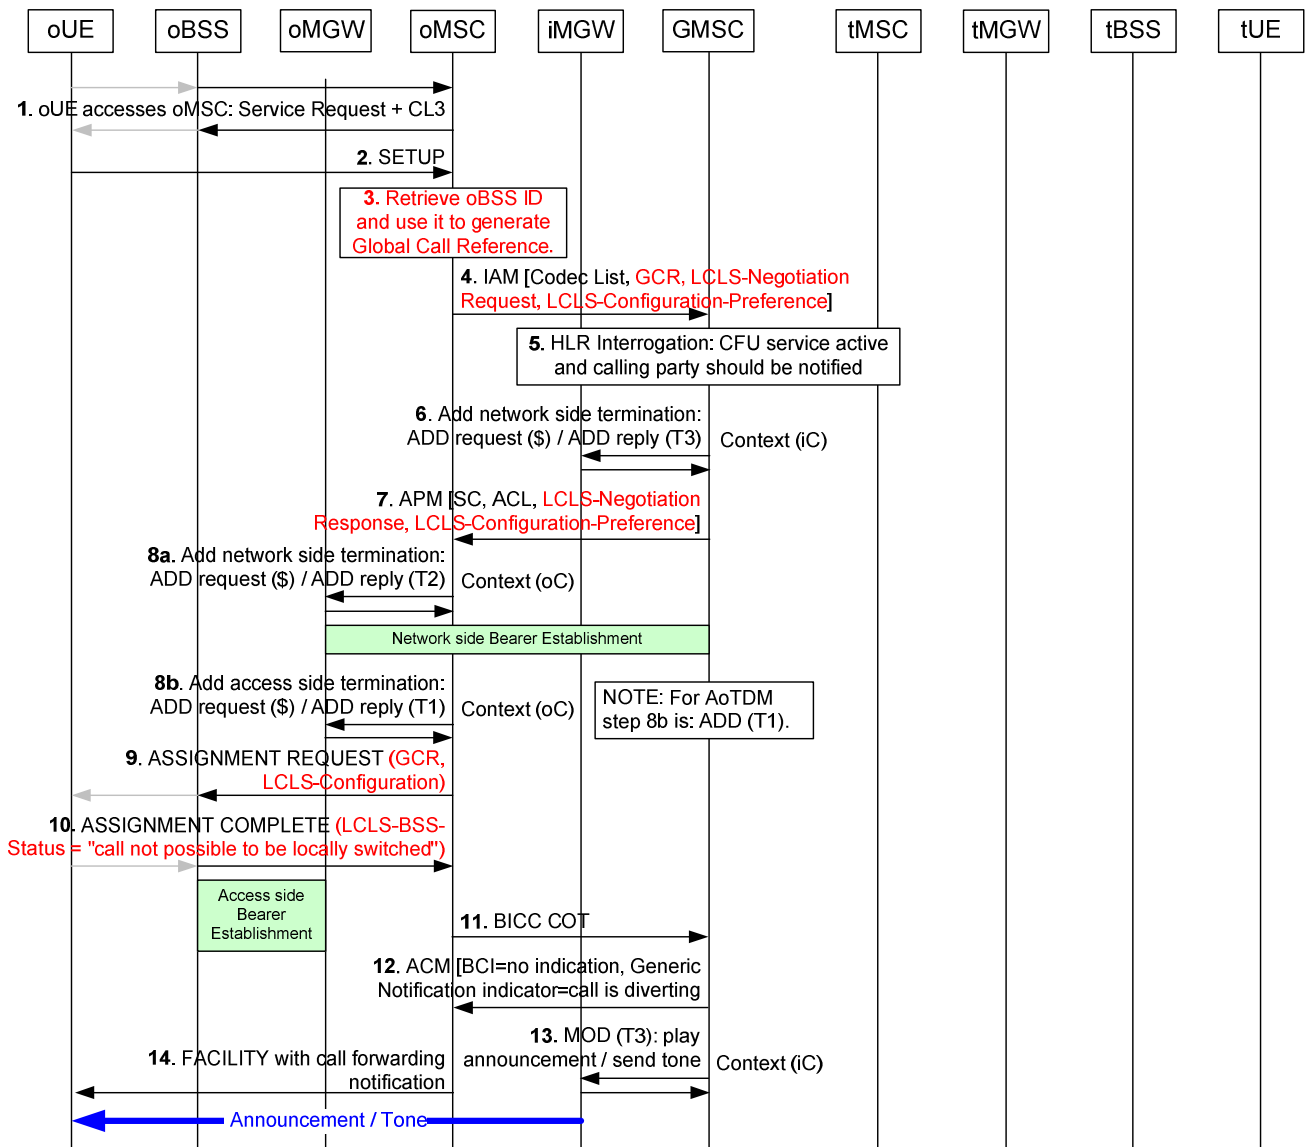 oUE
oBSS
oMGW
oMSC
iMGW
GMSC
tMSC
tMGW
tBSS
tUE
1. oUE accesses oMSC: Service Request + CL3
2. SETUP
3. Retrieve oBSS ID
and use it to generate
Global Call Reference.
4. IAM [Codec List, GCR, LCLS-Negotiation
Request, LCLS-Configuration-Preference]
5. HLR Interrogation: CFU service active
and calling party should be notified
6. Add network side termination:
ADD request ($) / ADD reply (T3)
Context (iC)
7. APM [SC, ACL, LCLS-Negotiation
Response, LCLS-Configuration-Preference]
8a. Add network side termination:
ADD request ($) / ADD reply (T2)
Context (oC)
Network side Bearer Establishment
8b. Add access side termination:
ADD request ($) / ADD reply (T1)
Context (oC)
NOTE: For AoTDM
step 8b is: ADD (T1).
9. ASSIGNMENT REQUEST (GCR,
LCLS-Configuration)
10. ASSIGNMENT COMPLETE (LCLS-BSS-
Status = "call not possible to be locally switched")
Access side
Bearer
Establishment
11. BICC COT
12. ACM [BCI=no indication, Generic
Notification indicator=call is diverting
13. MOD (T3): play
announcement / send tone
Context (iC)
14. FACILITY with call forwarding
notification
Announcement / Tone